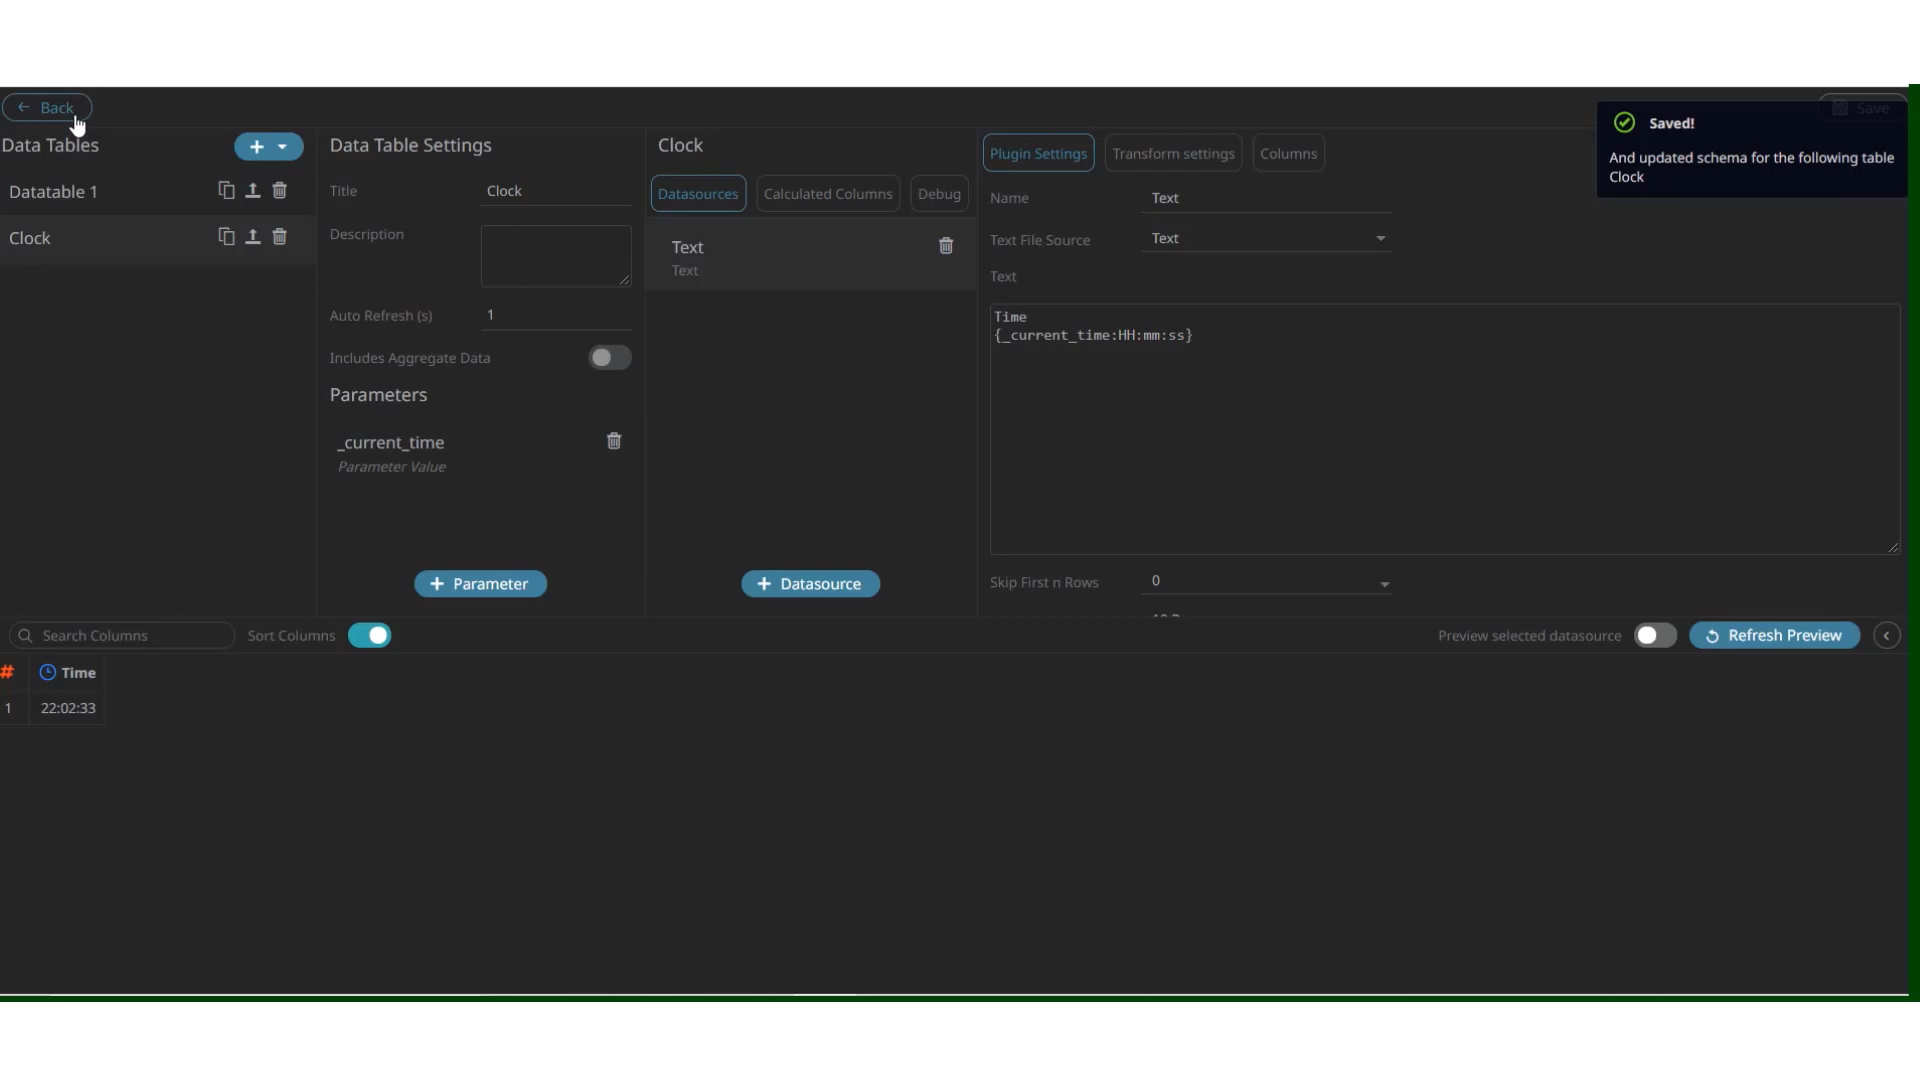 Back
Save
Saved!
And updated schema for the following table
Clock
Data Tables
Datatable 1
Clock
Data Table Settings
Title
Clock
Description
Auto Refresh (s)
1
Includes Aggregate Data
Parameters
_current_time
Parameter Value
+ Parameter
Clock
Datasources
Calculated Columns
Debug
Text
Text
+ Datasource
Plugin Settings
Transform settings
Columns
Name
Text
Text File Source
Text
Text
Time
{_current_time:HH:mm:ss}
Skip First n Rows
0
Search Columns
Sort Columns
Preview selected datasource
Refresh Preview
# Time
1 22:02:33